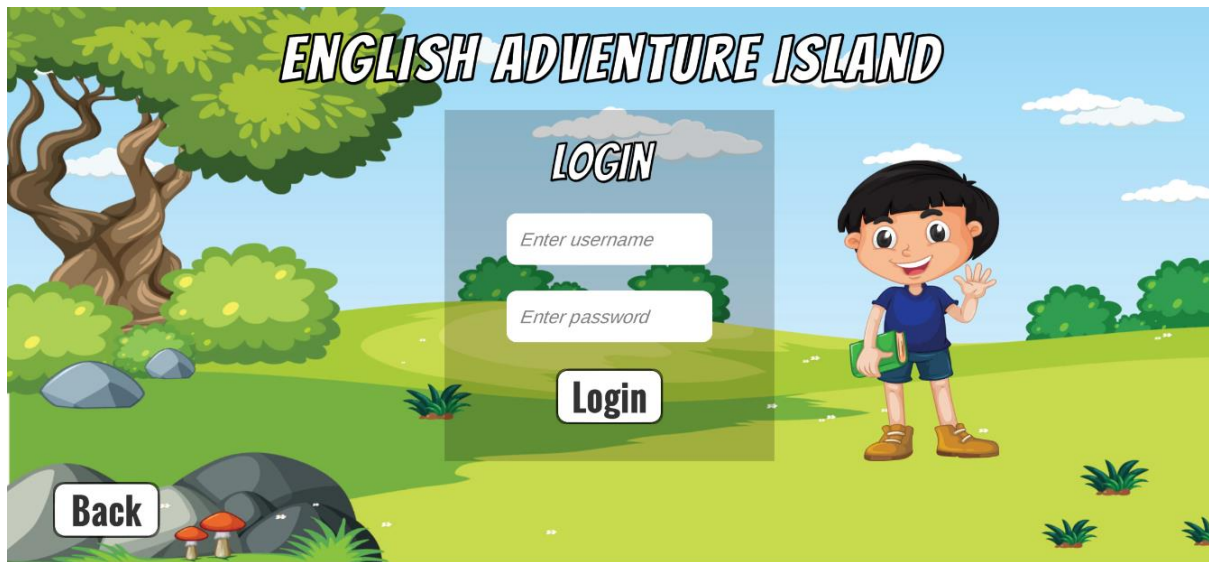 ENGLISH ADVENTURE ISLAND
LOGIN
Enter username
Enter password
Login
Back